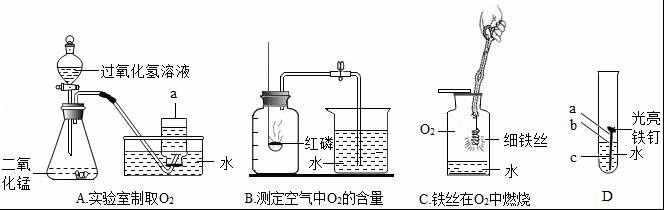 过氧化氢溶液
a
二氧
化锰
水
A.实验室制取O2
红磷
水
B.测定空气中O2的含量
O2
细铁丝
水
C.铁丝在O2中燃烧
a
b
c
光亮
铁钉
水
D